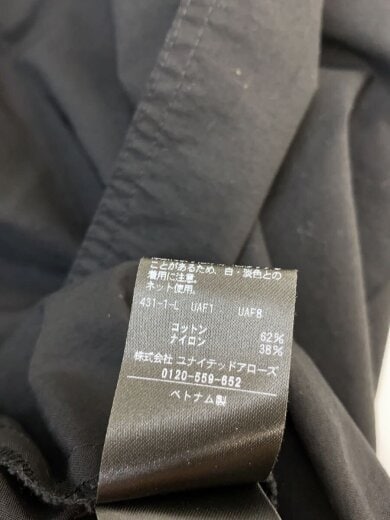 ことがあるため、白・淡色との
着用に注意。
ネット使用。
431-1-L UAF1 UAF8
コットン 62%
ナイロン 38%
株式会社 ユナイテッドアローズ
0120-559-652
ベトナム製